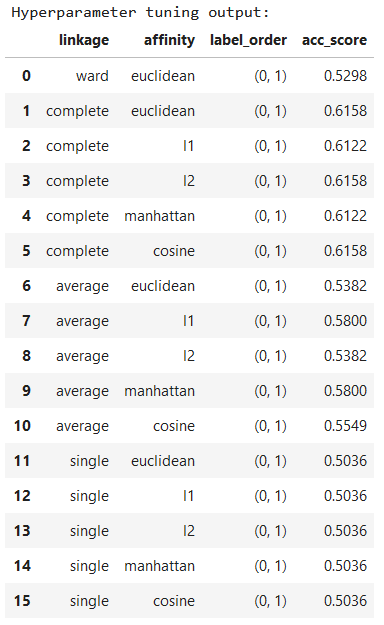 Hyperparameter tuning output:
linkage affinity label_order acc_score
0 ward euclidean (0, 1) 0.5298
1 complete euclidean (0, 1) 0.6158
2 complete l1 (0, 1) 0.6122
3 complete l2 (0, 1) 0.6158
4 complete manhattan (0, 1) 0.6122
5 complete cosine (0, 1) 0.6158
6 average euclidean (0, 1) 0.5382
7 average l1 (0, 1) 0.5800
8 average l2 (0, 1) 0.5382
9 average manhattan (0, 1) 0.5800
10 average cosine (0, 1) 0.5549
11 single euclidean (0, 1) 0.5036
12 single l1 (0, 1) 0.5036
13 single l2 (0, 1) 0.5036
14 single manhattan (0, 1) 0.5036
15 single cosine (0, 1) 0.5036